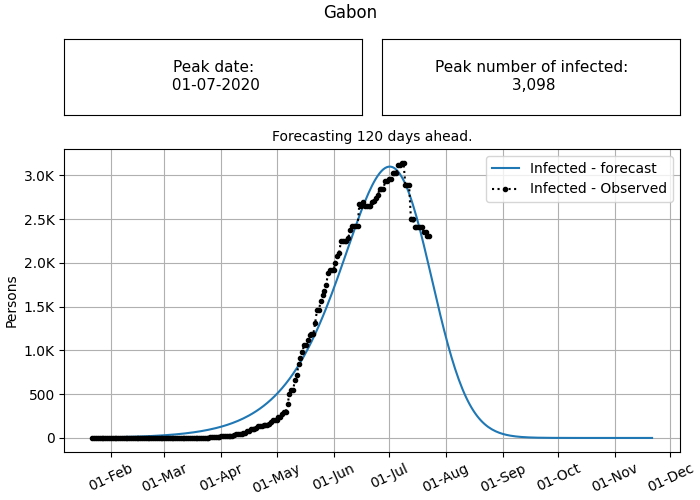 Gabon
Peak date:
01-07-2020
Peak number of infected:
3,098
Forecasting 120 days ahead.
Infected - forecast
Infected - Observed
Persons
3.0K
2.5K
2.0K
1.5K
1.0K
500
0
01-Feb
01-Mar
01-Apr
01-May
01-Jun
01-Jul
01-Aug
01-Sep
01-Oct
01-Nov
01-Dec